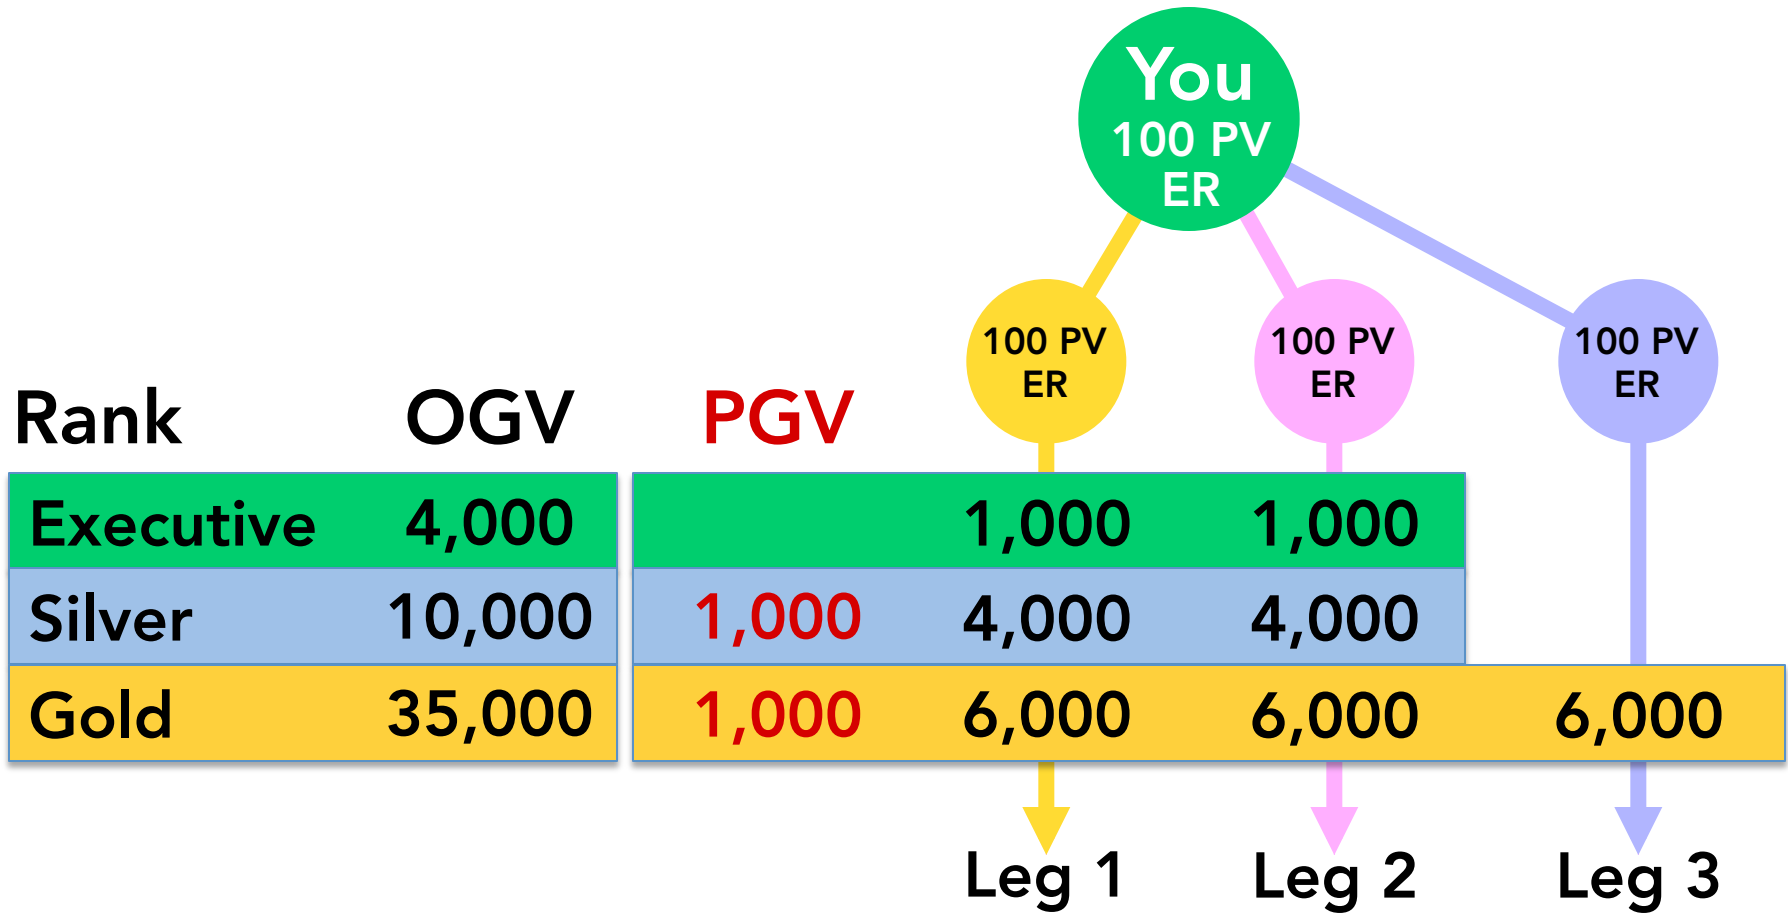 You
100 PV
ER
100 PV
ER
100 PV
ER
100 PV
ER
Rank OGV PGV
Executive 4,000 1,000 1,000
Silver 10,000 1,000 4,000 4,000
Gold 35,000 1,000 6,000 6,000 6,000
Leg 1 Leg 2 Leg 3